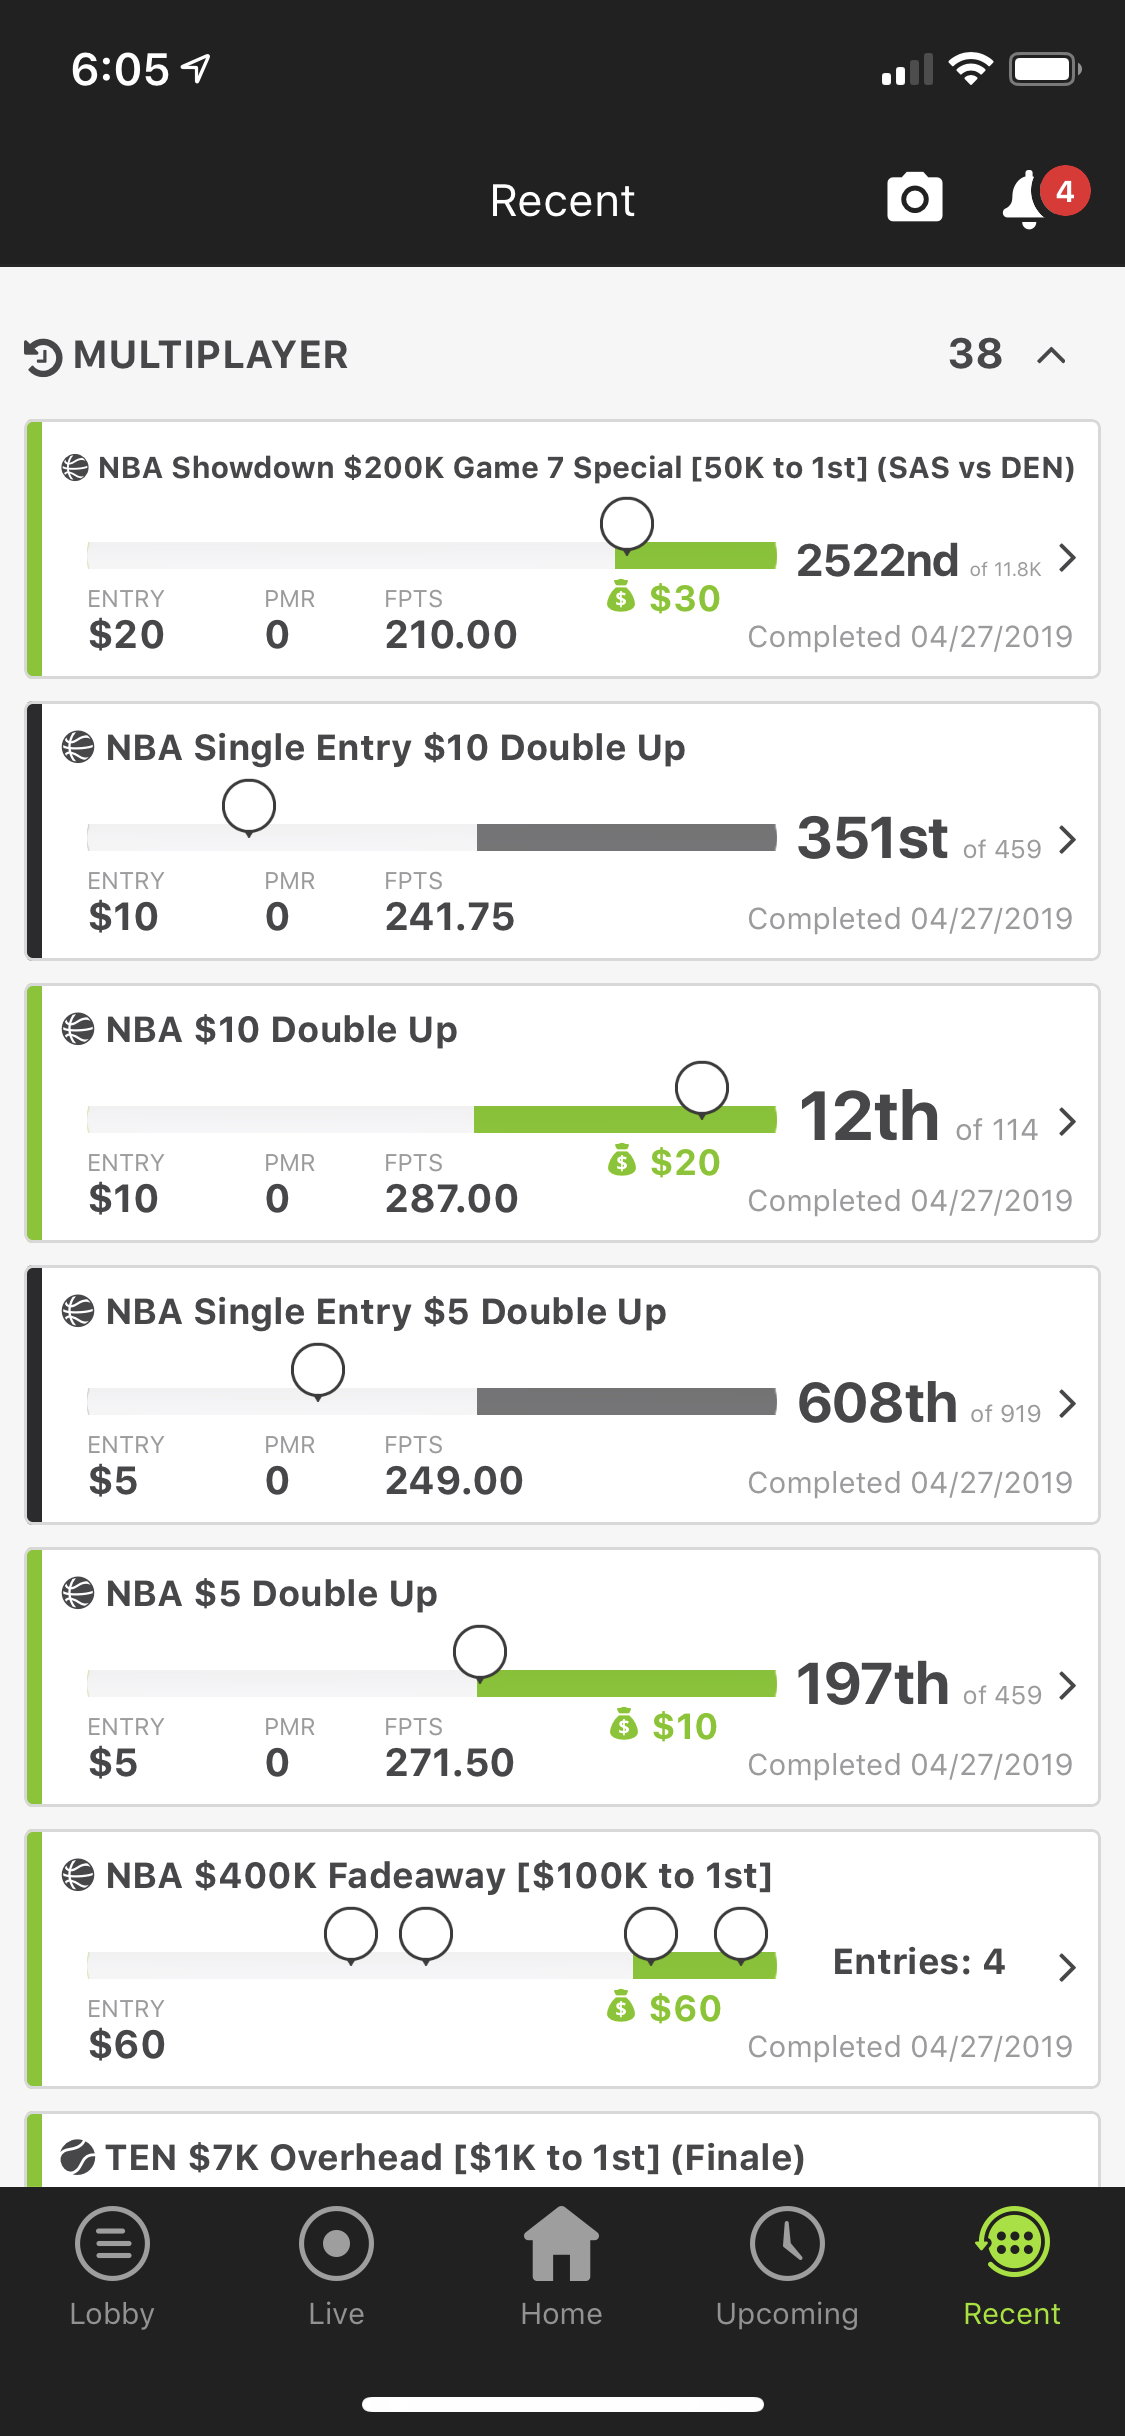 6:05
Recent
4
MULTIPLAYER 38
NBA Showdown $200K Game 7 Special [50K to 1st] (SAS vs DEN)
2522nd of 11.8K
ENTRY PMR FPTS $30
$20 0 210.00 Completed 04/27/2019
NBA Single Entry $10 Double Up
351st of 459
ENTRY PMR FPTS
$10 0 241.75 Completed 04/27/2019
NBA $10 Double Up
12th of 114
ENTRY PMR FPTS $20
$10 0 287.00 Completed 04/27/2019
NBA Single Entry $5 Double Up
608th of 919
ENTRY PMR FPTS
$5 0 249.00 Completed 04/27/2019
NBA $5 Double Up
197th of 459
ENTRY PMR FPTS $10
$5 0 271.50 Completed 04/27/2019
NBA $400K Fadeaway [$100K to 1st]
Entries: 4
ENTRY $60
$60 Completed 04/27/2019
TEN $7K Overhead [$1K to 1st] (Finale)
Lobby Live Home Upcoming Recent